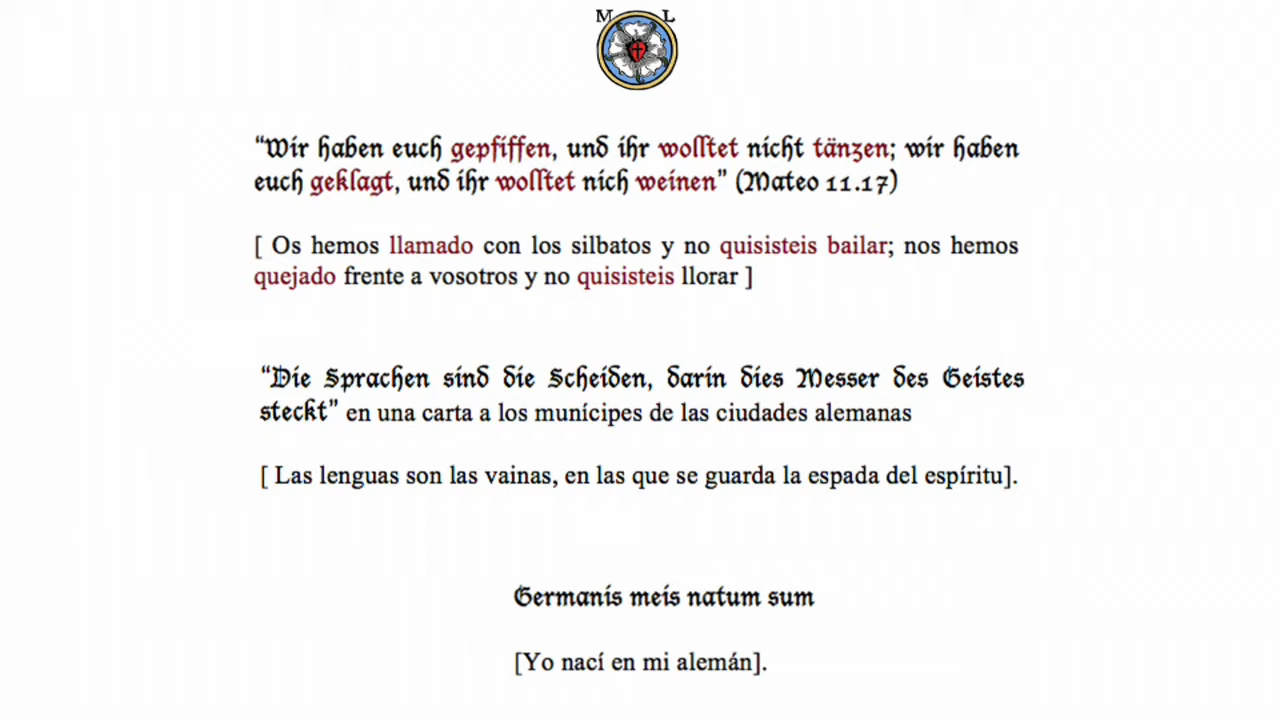 M L
“Wir haben euch gepfiffen, und ihr wolltet nicht tänzen; wir haben
euch geklagt, und ihr wolltet nich weinen” (Mateo 11.17)
[ Os hemos llamado con los silbatos y no quisisteis bailar; nos hemos
quejado frente a vosotros y no quisisteis llorar ]
“Die Sprachen sind die Scheiden, darin dies Messer des Geistes
steckt” en una carta a los munícipes de las ciudades alemanas
[ Las lenguas son las vainas, en las que se guarda la espada del espíritu].
Germanis meis natum sum
[Yo nací en mi alemán].